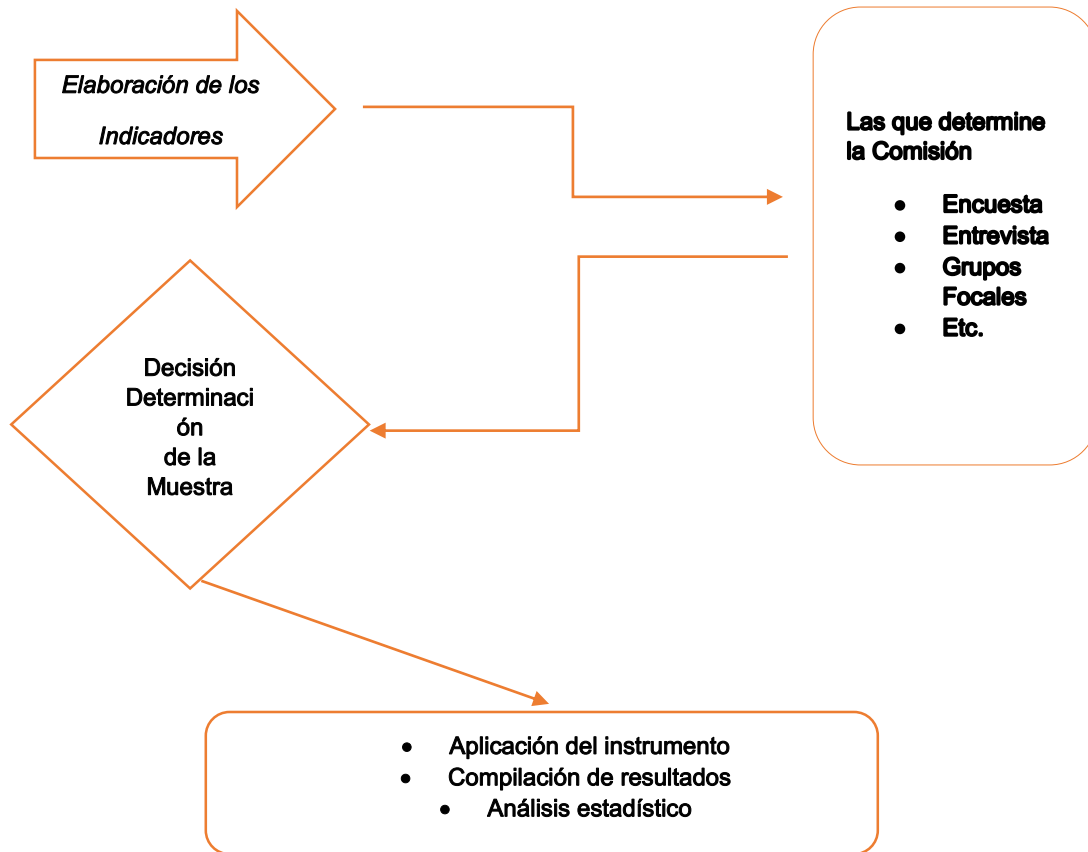 Elaboración de los
Indicadores
Las que determine
la Comisión
● Encuesta
● Entrevista
● Grupos
Focales
● Etc.
Decisión
Determinaci
ón
de la
Muestra
● Aplicación del instrumento
● Compilación de resultados
● Análisis estadístico